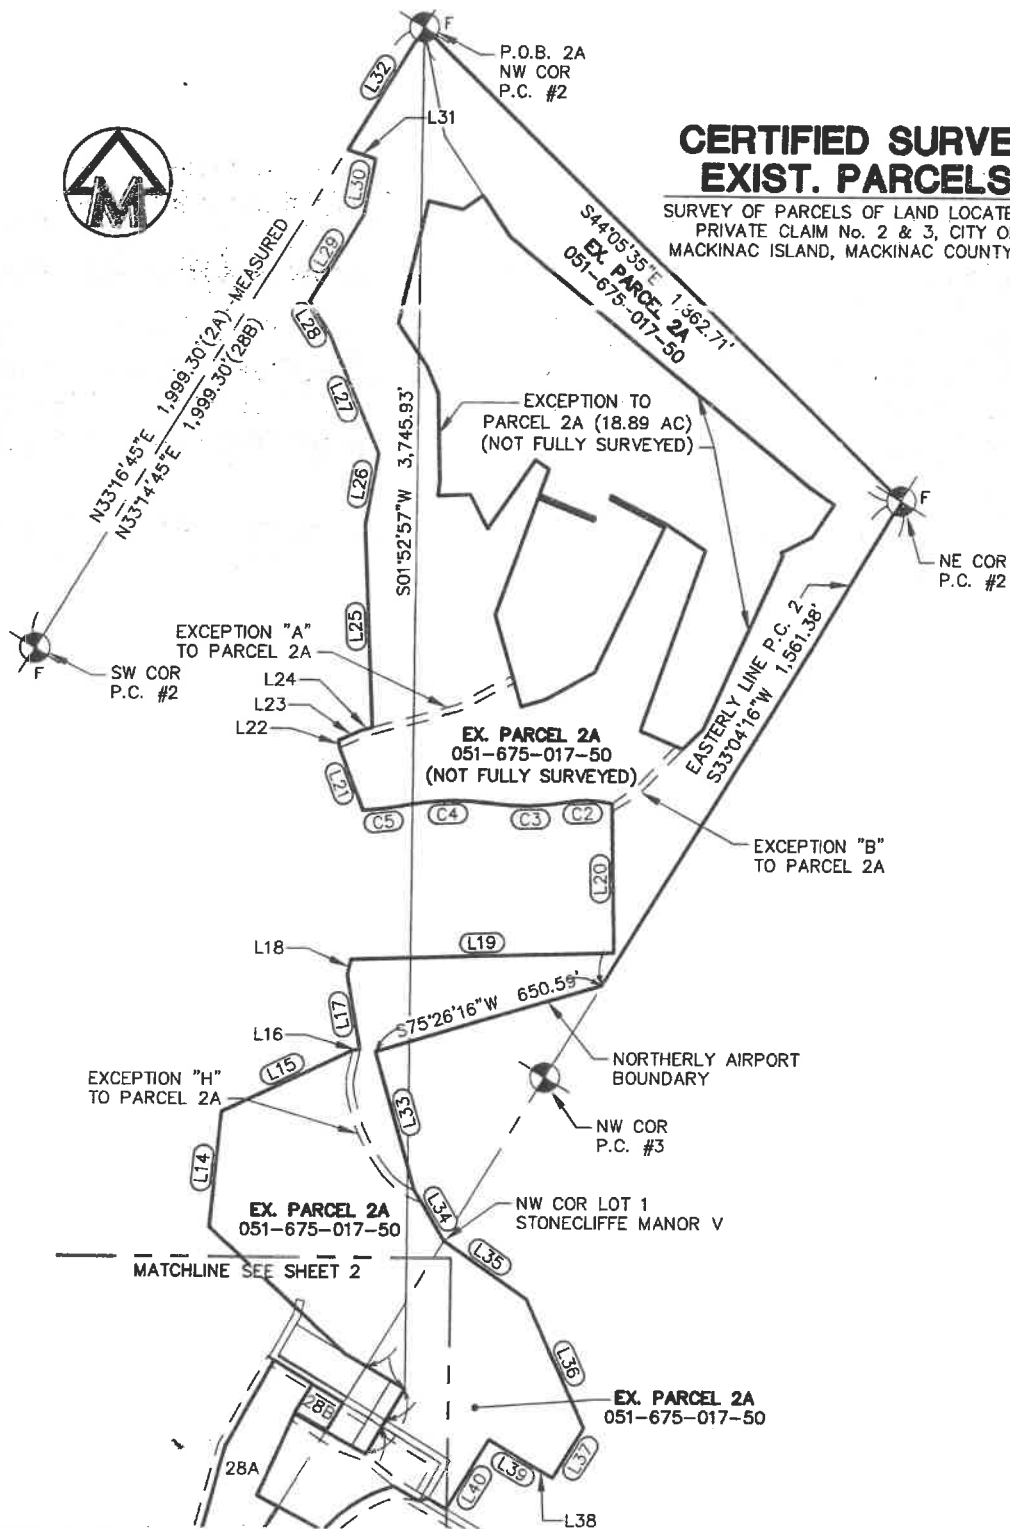 F
P.O.B. 2A
NW COR
P.C. #2
L32
L31
L30
M
CERTIFIED SURVE
EXIST. PARCELS
SURVEY OF PARCELS OF LAND LOCATE
PRIVATE CLAIM No. 2 & 3, CITY O
MACKINAC ISLAND, MACKINAC COUNTY
S44°05'35"E 1,362.71'
EX. PARCEL 2A
051-675-017-50
L29
L28
N33°16'45"E 1,999.30'(2A)-MEASURED
N33°14'45"E 1,999.30'(28B)
L27
EXCEPTION TO
PARCEL 2A (18.89 AC)
(NOT FULLY SURVEYED)
L26
S01°52'57"W 3,745.93'
F
NE COR
P.C. #2
F
SW COR
P.C. #2
L25
EXCEPTION "A"
TO PARCEL 2A
L24
L23
L22
EX. PARCEL 2A
051-675-017-50
(NOT FULLY SURVEYED)
EASTERLY LINE P.C. 2
S33°04'16"W 1,561.38'
L21
C5
C4
C3
C2
EXCEPTION "B"
TO PARCEL 2A
L20
L19
L18
L17
S75°26'16"W 650.59'
L16
L15
NORTHERLY AIRPORT
BOUNDARY
EXCEPTION "H"
TO PARCEL 2A
L33
NW COR
P.C. #3
L14
L34
EX. PARCEL 2A
051-675-017-50
NW COR LOT 1
STONECLIFFE MANOR V
MATCHLINE SEE SHEET 2
L35
L36
EX. PARCEL 2A
051-675-017-50
28B
28A
L37
L39
L40
L38